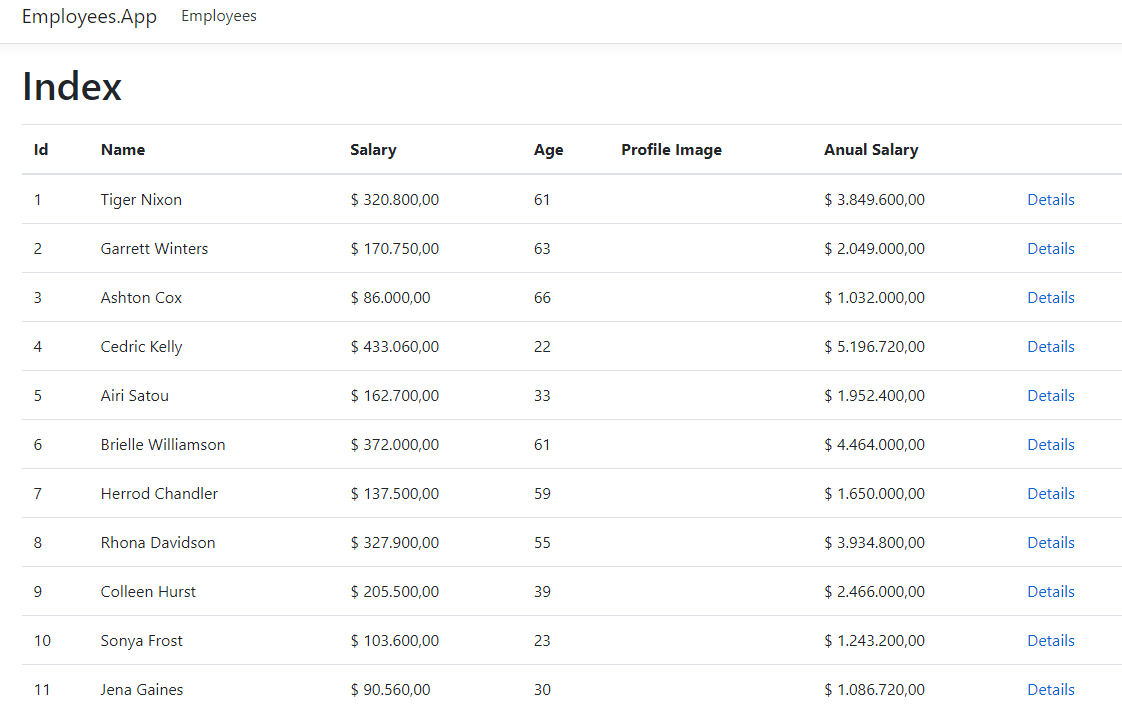 Employees.App Employees
Index
Id Name Salary Age Profile Image Anual Salary
1 Tiger Nixon $ 320.800,00 61 $ 3.849.600,00 Details
2 Garrett Winters $ 170.750,00 63 $ 2.049.000,00 Details
3 Ashton Cox $ 86.000,00 66 $ 1.032.000,00 Details
4 Cedric Kelly $ 433.060,00 22 $ 5.196.720,00 Details
5 Airi Satou $ 162.700,00 33 $ 1.952.400,00 Details
6 Brielle Williamson $ 372.000,00 61 $ 4.464.000,00 Details
7 Herrod Chandler $ 137.500,00 59 $ 1.650.000,00 Details
8 Rhona Davidson $ 327.900,00 55 $ 3.934.800,00 Details
9 Colleen Hurst $ 205.500,00 39 $ 2.466.000,00 Details
10 Sonya Frost $ 103.600,00 23 $ 1.243.200,00 Details
11 Jena Gaines $ 90.560,00 30 $ 1.086.720,00 Details